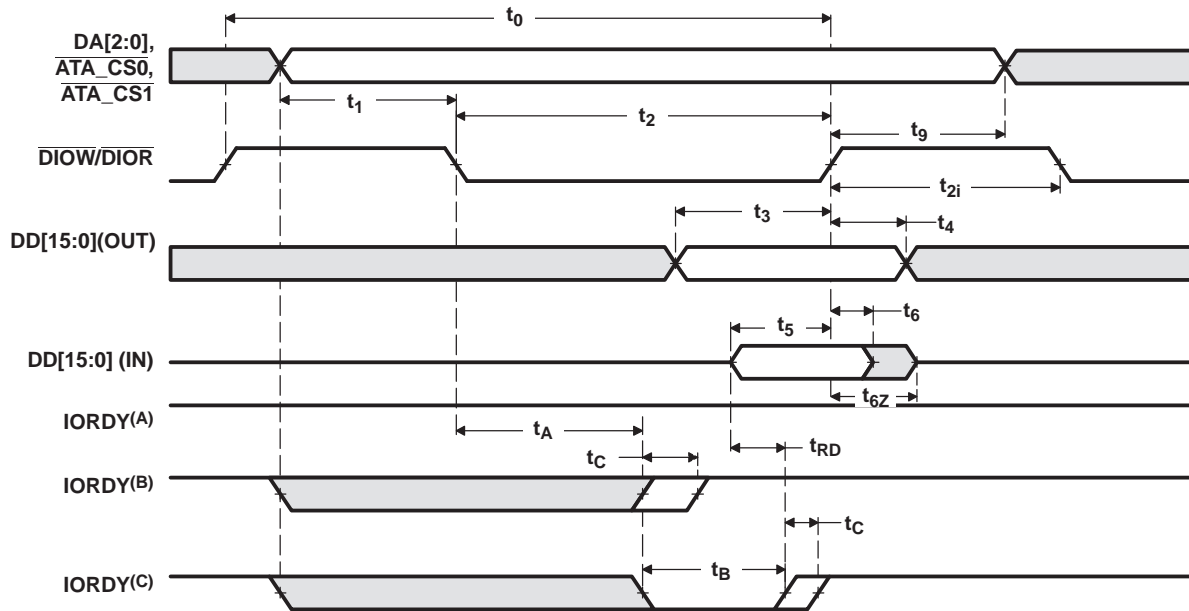 t0
DA[2:0],
ATA_CS0,
ATA_CS1
t1
t2
t9
DIOW/DIOR
t2i
t3
t4
DD[15:0](OUT)
t5
t6
DD[15:0] (IN)
t6Z
IORDY(A)
tA
tRD
tC
IORDY(B)
tC
tB
IORDY(C)